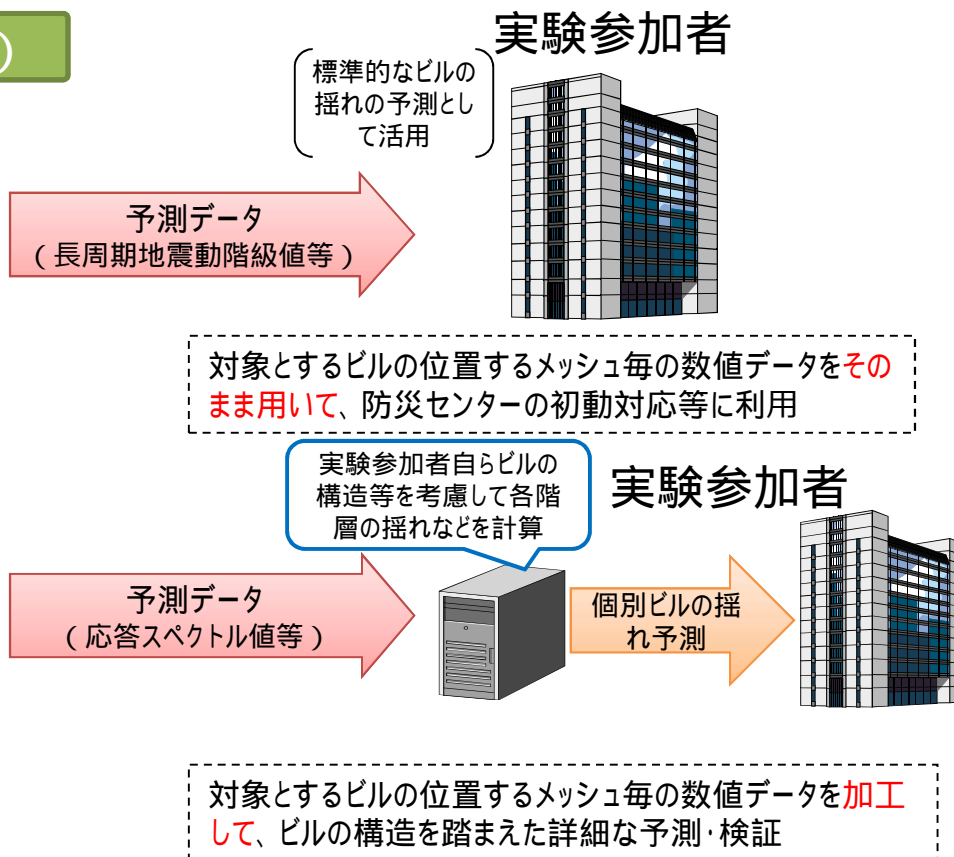 )
実験参加者
標準的なビルの
揺れの予測とし
て活用
予測データ
(長周期地震動階級値等)
対象とするビルの位置するメッシュ毎の数値データをその
まま用いて、防災センターの初動対応等に利用
実験参加者自らビルの
構造等を考慮して各階
層の揺れなどを計算
実験参加者
予測データ
(応答スペクトル値等)
個別ビルの揺
れ予測
対象とするビルの位置するメッシュ毎の数値データを加工
して、ビルの構造を踏まえた詳細な予測・検証